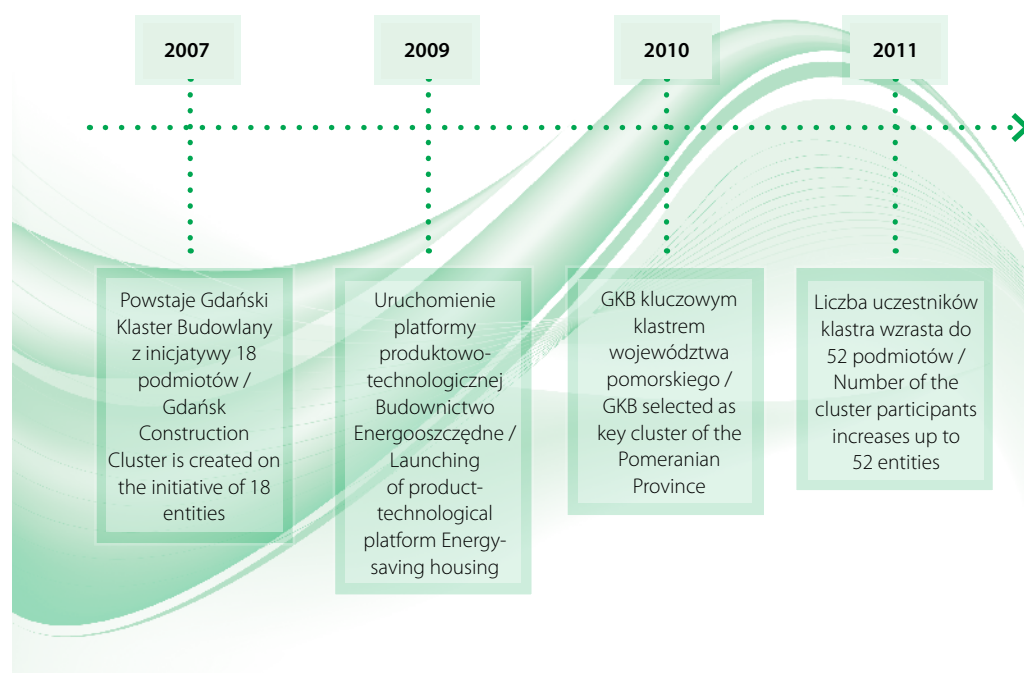 2007
2009
2010
2011
Powstaje Gdański
Klaster Budowlany
z inicjatywy 18
podmiotów /
Gdańsk
Construction
Cluster is created on
the initiative of 18
entities
Uruchomienie
platformy
produktowo-
technologicznej
Budownictwo
Energooszczędne /
Launching
of product-
technological
platform Energy-
saving housing
GKB kluczowym
klastrem
województwa
pomorskiego /
GKB selected as
key cluster of the
Pomeranian
Province
Liczba uczestników
klastra wzrasta do
52 podmiotów /
Number of the
cluster participants
increases up to
52 entities